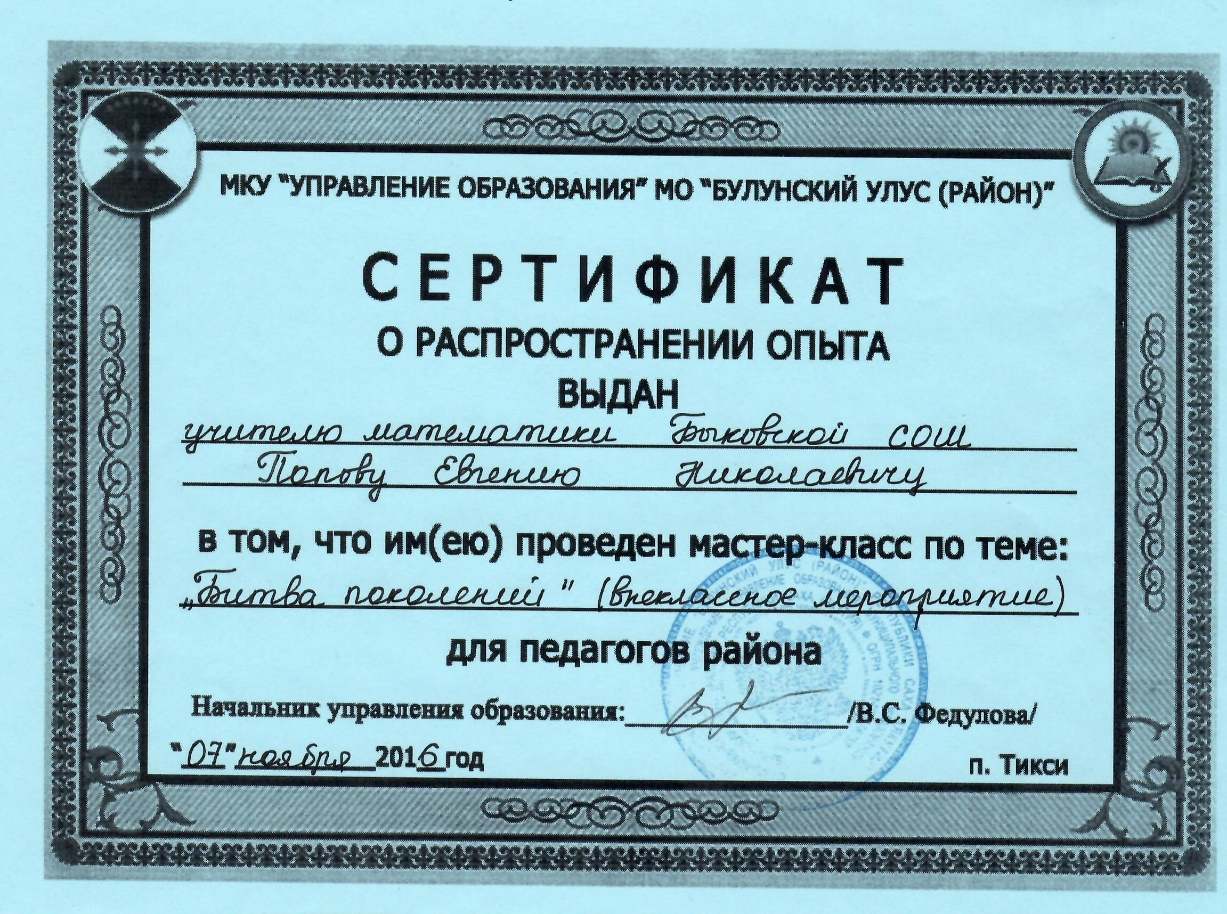 МКУ "УПРАВЛЕНИЕ ОБРАЗОВАНИЯ" МО "БУЛУНСКИЙ УЛУС (РАЙОН)"
СЕРТИФИКАТ
О РАСПРОСТРАНЕНИИ ОПЫТА
ВЫДАН
учителю математики Быковской СОШ
Попову Евгению Николаевичу
в том, что им(ею) проведен мастер-класс по теме:
„Битва поколений" (внеклассное мероприятие)
для педагогов района
Начальник управления образования: /В.С. Федулова/
"07" ноября 2016 год
п. Тикси